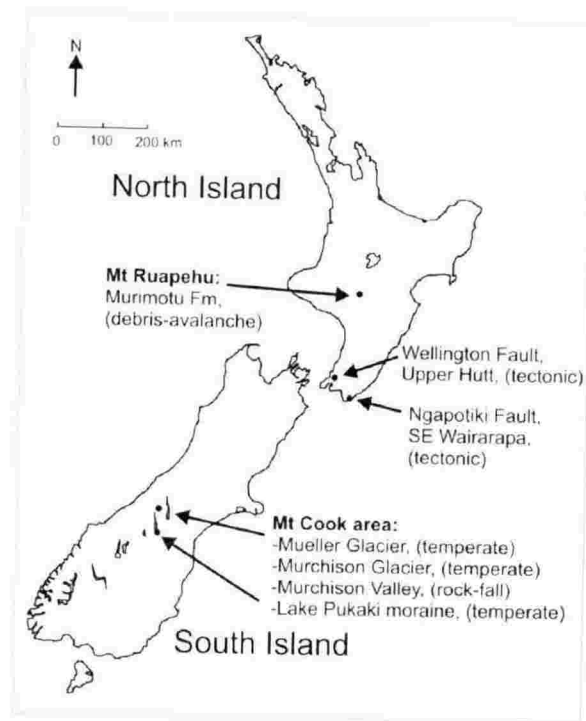 N
0 100 200 km
North Island
Mt Ruapehu:
Murimotu Fm,
(debris-avalanche)
Wellington Fault,
Upper Hutt, (tectonic)
Ngapotiki Fault,
SE Wairarapa,
(tectonic)
Mt Cook area:
-Mueller Glacier, (temperate)
-Murchison Glacier, (temperate)
-Murchison Valley, (rock-fall)
-Lake Pukaki moraine, (temperate)
South Island